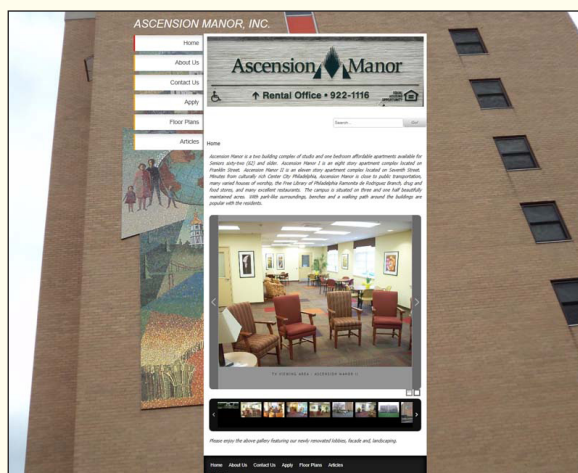 ASCENSION MANOR, INC.
Home
About Us
Contact Us
Apply
Floor Plans
Articles
Ascension Manor
↑ Rental Office • 922-1116
Search...
Go!
Home
Ascension Manor is a two building complex of studio and one bedroom affordable apartments available for
Seniors sixty-two (62) and older. Ascension Manor I is an eight story apartment complex located on
Franklin Street. Ascension Manor II is an eleven story apartment complex located on Seventh Street.
Minutes from culturally rich Center City Philadelphia, Ascension Manor is close to public transportation,
many varied houses of worship, the Free Library of Philadelphia Ramonita de Rodriguez Branch, drug and
food stores, and many excellent restaurants. The campus is situated on three and one half beautifully
maintained acres. With park-like surroundings, benches and a walking path around the buildings are
popular with the residents.
TV VIEWING AREA - ASCENSION MANOR
Please enjoy the above gallery featuring our newly renovated lobbies, facade and, landscaping.
Home About Us Contact Us Apply Floor Plans Articles